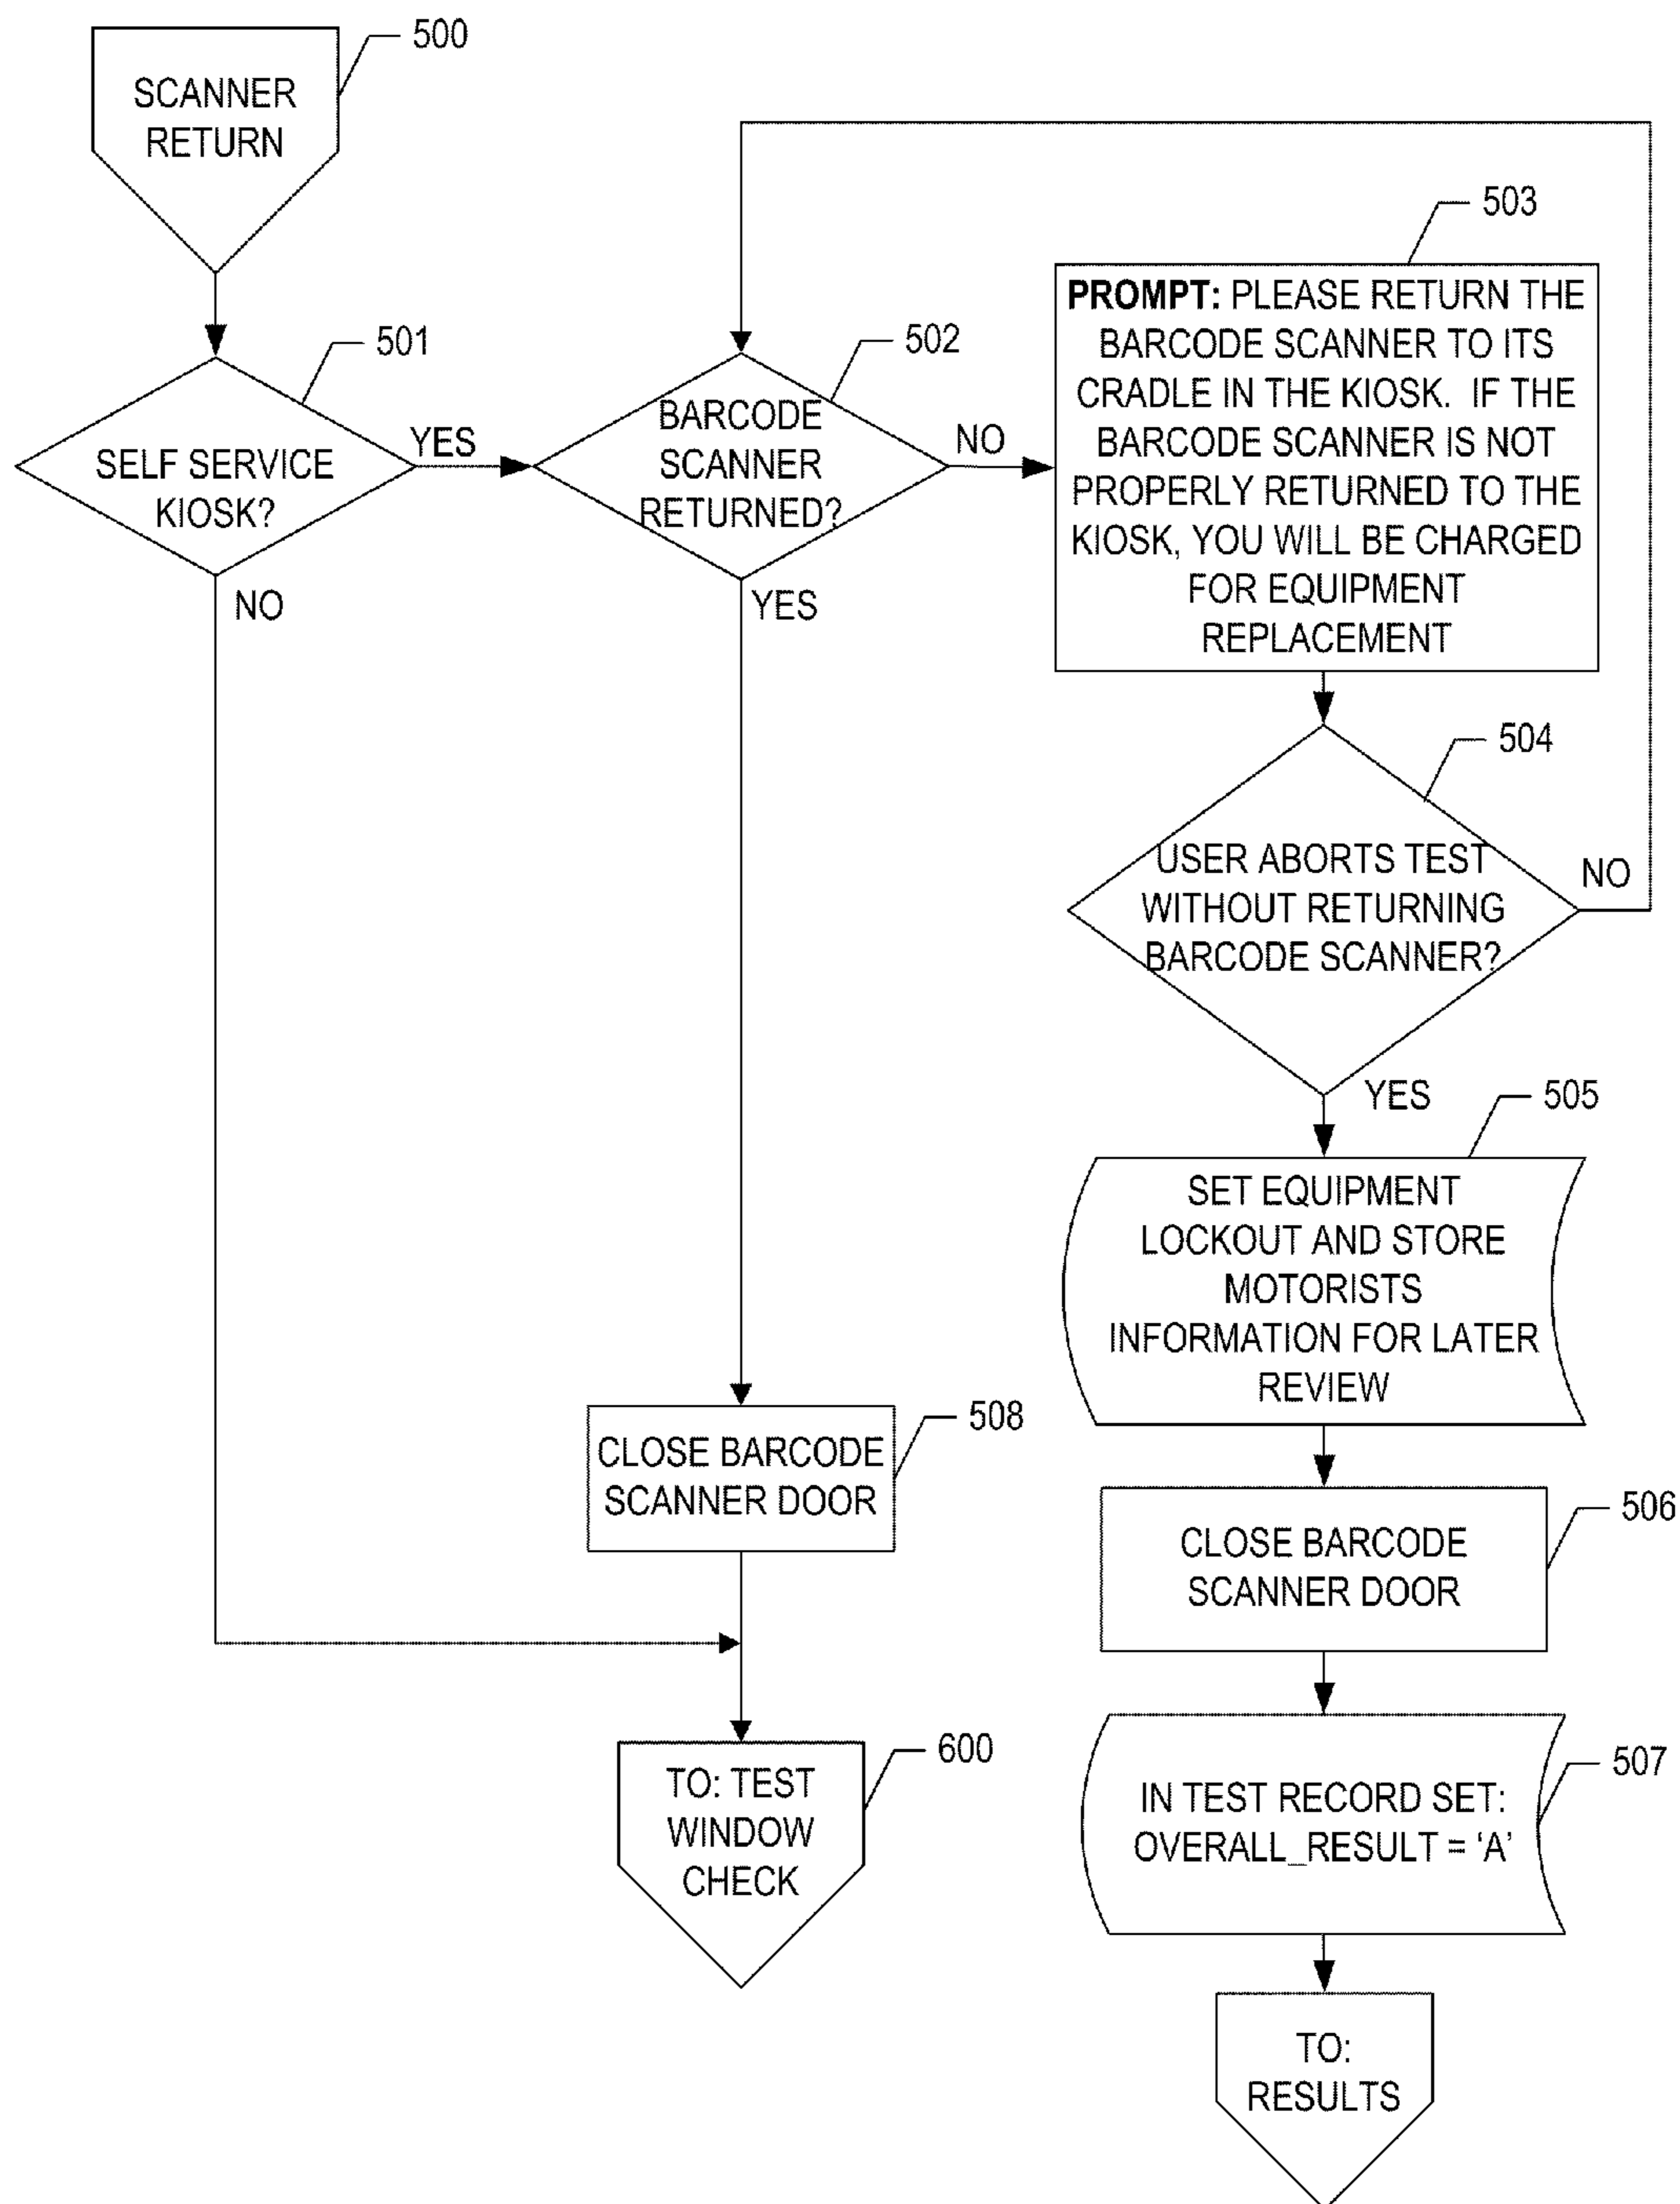 500
SCANNER
RETURN
501
SELF SERVICE
KIOSK?
YES
NO
502
BARCODE
SCANNER
RETURNED?
NO
YES
503
PROMPT: PLEASE RETURN THE
BARCODE SCANNER TO ITS
CRADLE IN THE KIOSK. IF THE
BARCODE SCANNER IS NOT
PROPERLY RETURNED TO THE
KIOSK, YOU WILL BE CHARGED
FOR EQUIPMENT
REPLACEMENT
504
USER ABORTS TEST
WITHOUT RETURNING
BARCODE SCANNER?
NO
YES
505
SET EQUIPMENT
LOCKOUT AND STORE
MOTORISTS
INFORMATION FOR LATER
REVIEW
508
CLOSE BARCODE
SCANNER DOOR
506
CLOSE BARCODE
SCANNER DOOR
600
TO: TEST
WINDOW
CHECK
507
IN TEST RECORD SET:
OVERALL_RESULT = ‘A’
TO:
RESULTS